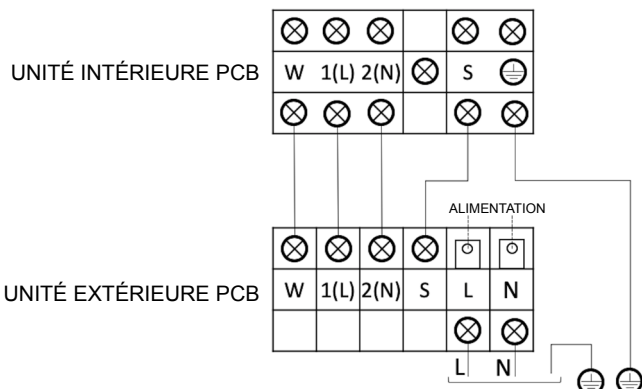 UNITÉ INTÉRIEURE PCB
W 1(L) 2(N) S
ALIMENTATION
UNITÉ EXTÉRIEURE PCB
W 1(L) 2(N) S L N
L N